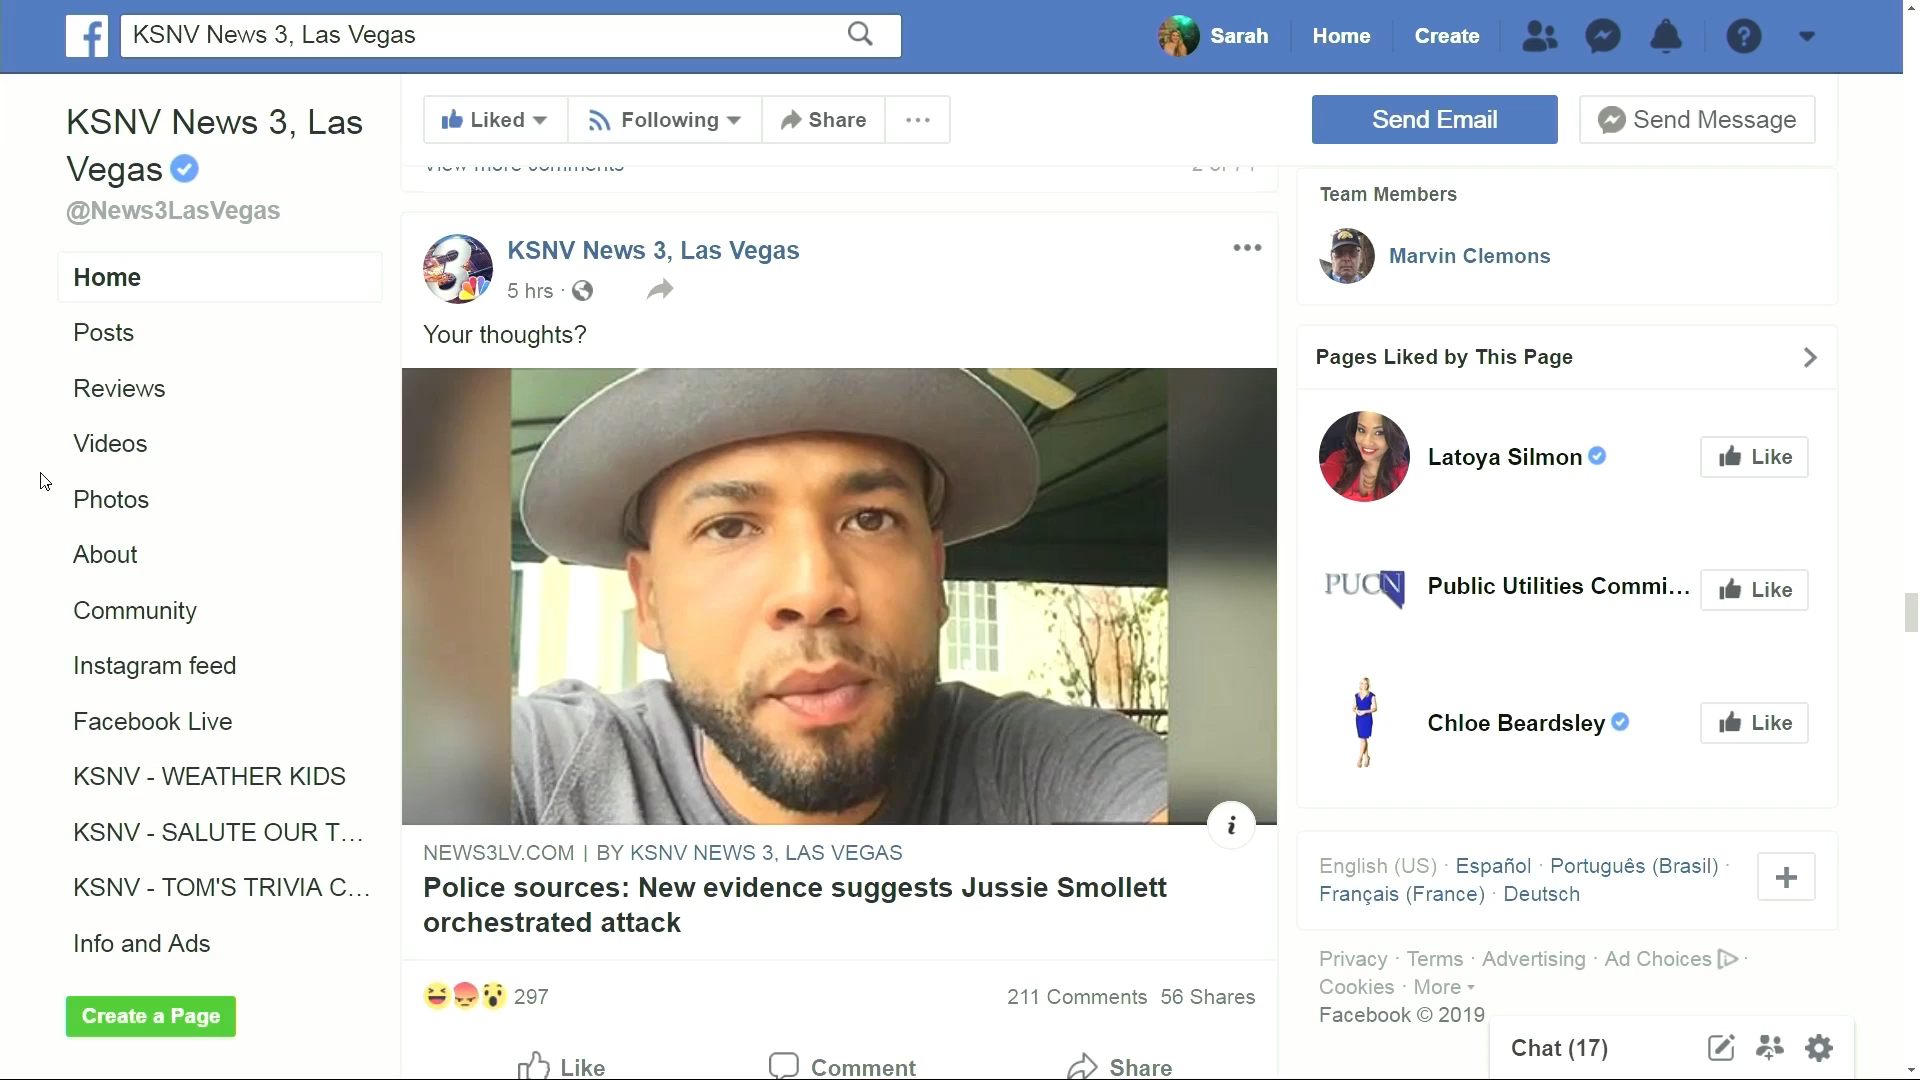 KSNV News 3, Las Vegas
Sarah
Home
Create
KSNV News 3, Las
Vegas
@News3LasVegas
Home
Posts
Reviews
Videos
Photos
About
Community
Instagram feed
Facebook Live
KSNV - WEATHER KIDS
KSNV - SALUTE OUR T...
KSNV - TOM'S TRIVIA C...
Info and Ads
Create a Page
Liked
Following
Share
Send Email
Send Message
View more comments
KSNV News 3, Las Vegas
5 hrs ·
Your thoughts?
NEWS3LV.COM | BY KSNV NEWS 3, LAS VEGAS
Police sources: New evidence suggests Jussie Smollett
orchestrated attack
297
211 Comments 56 Shares
Like
Comment
Share
Team Members
Marvin Clemons
Pages Liked by This Page
Latoya Silmon
Like
PUCN
Public Utilities Commi...
Like
Chloe Beardsley
Like
English (US) · Español · Português (Brasil) ·
Français (France) · Deutsch
Privacy · Terms · Advertising · Ad Choices ·
Cookies · More
Facebook © 2019
Chat (17)